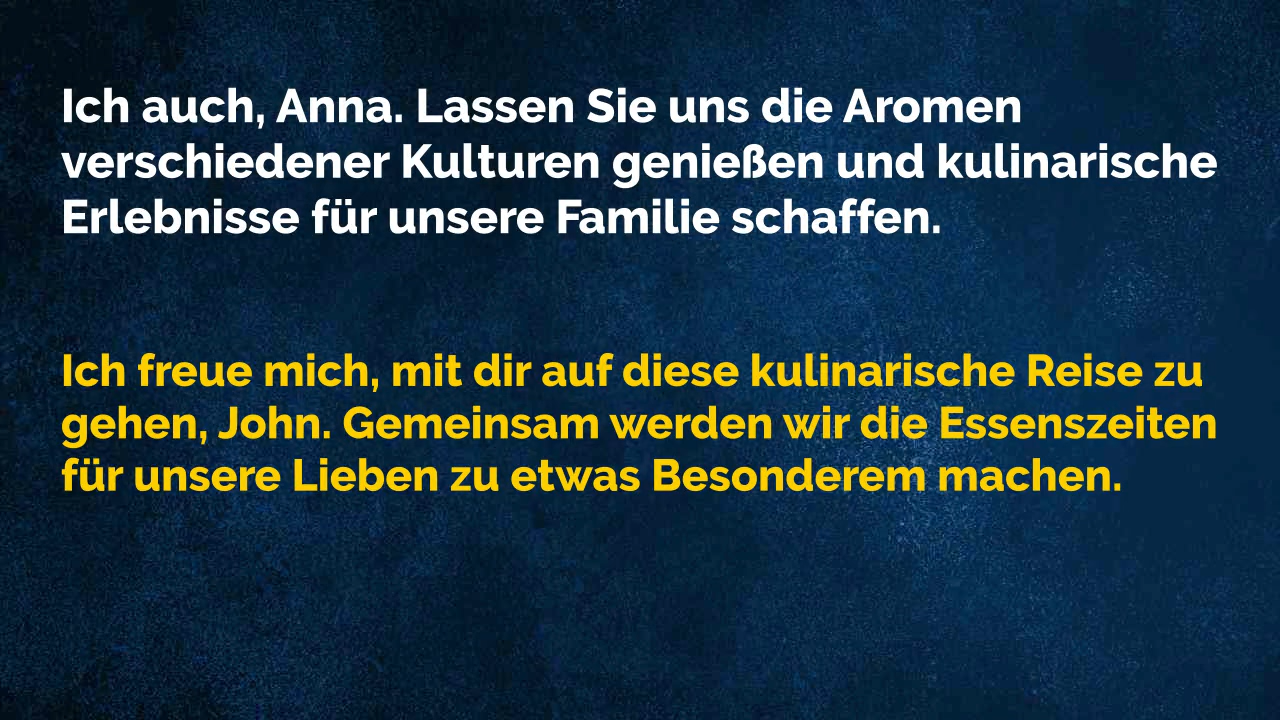 Ich auch, Anna. Lassen Sie uns die Aromen
verschiedener Kulturen genießen und kulinarische
Erlebnisse für unsere Familie schaffen.
Ich freue mich, mit dir auf diese kulinarische Reise zu
gehen, John. Gemeinsam werden wir die Essenszeiten
für unsere Lieben zu etwas Besonderem machen.